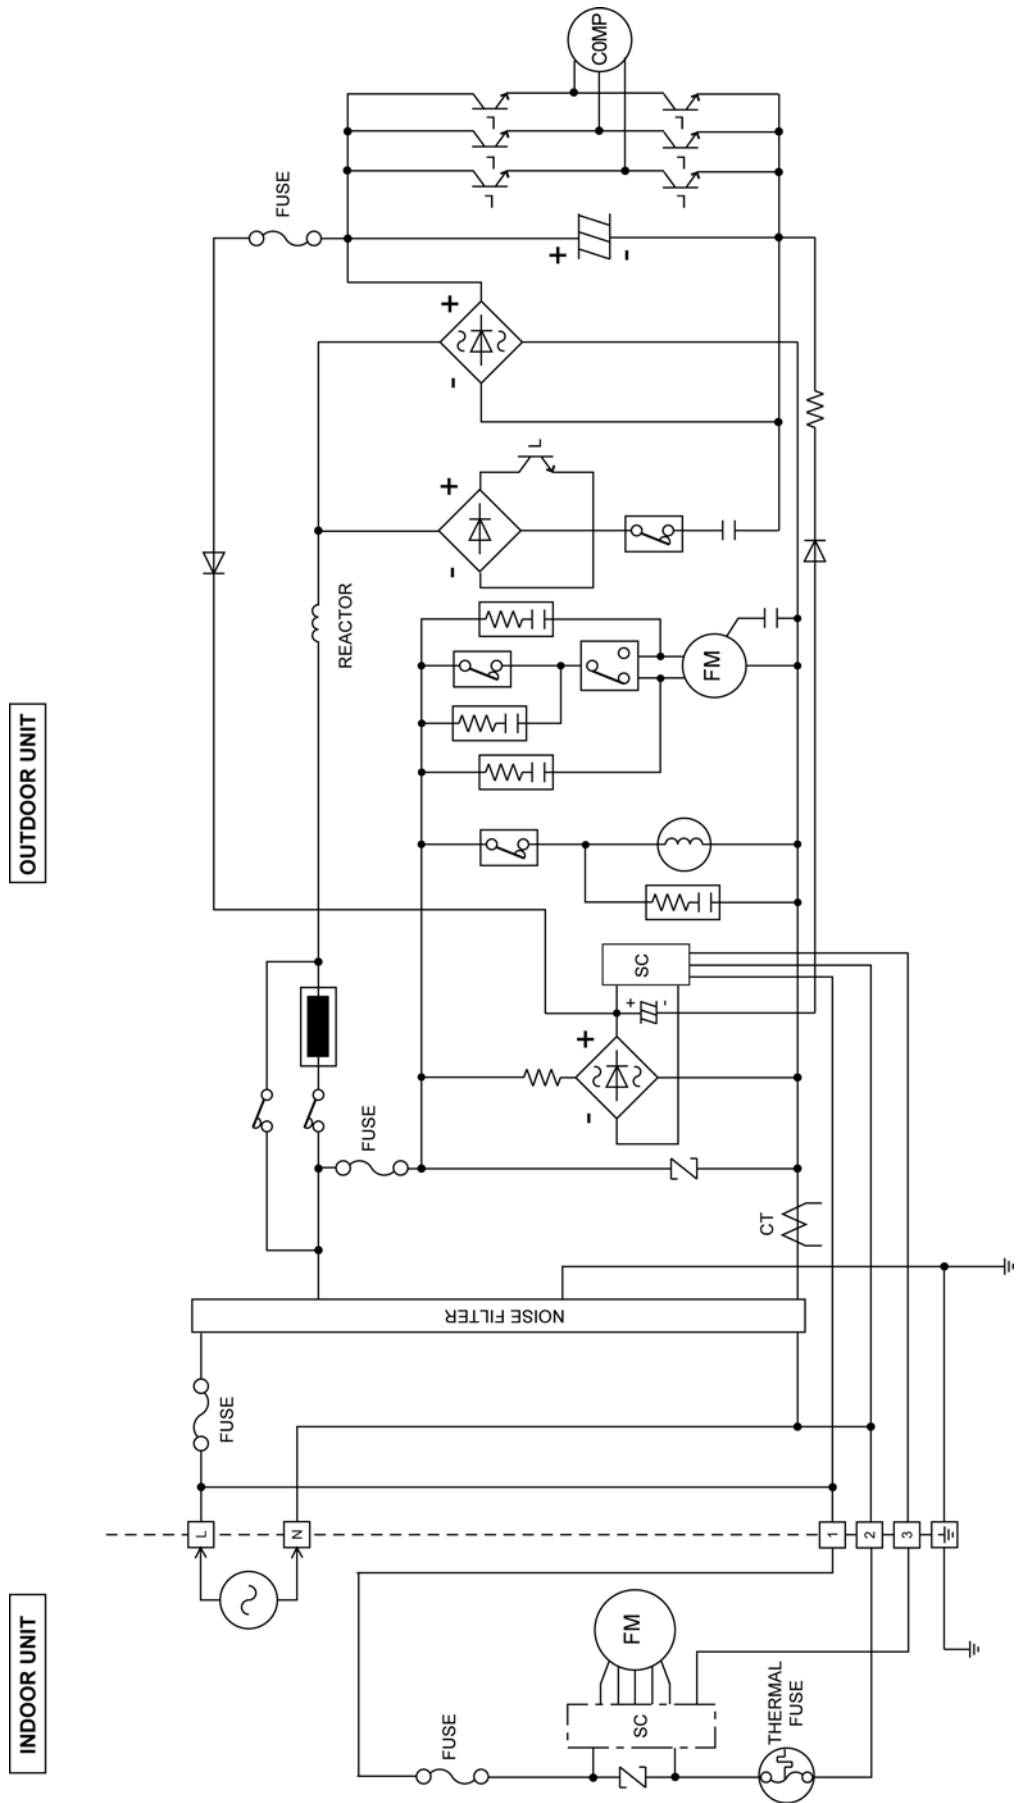 OUTDOOR UNIT
COMP
FUSE
+
-
+
-
+
-
REACTOR
FM
SC
+
-
+
-
FUSE
CT
NOISE FILTER
FUSE
L
N
1
2
3
INDOOR UNIT
FM
SC
FUSE
THERMAL
FUSE